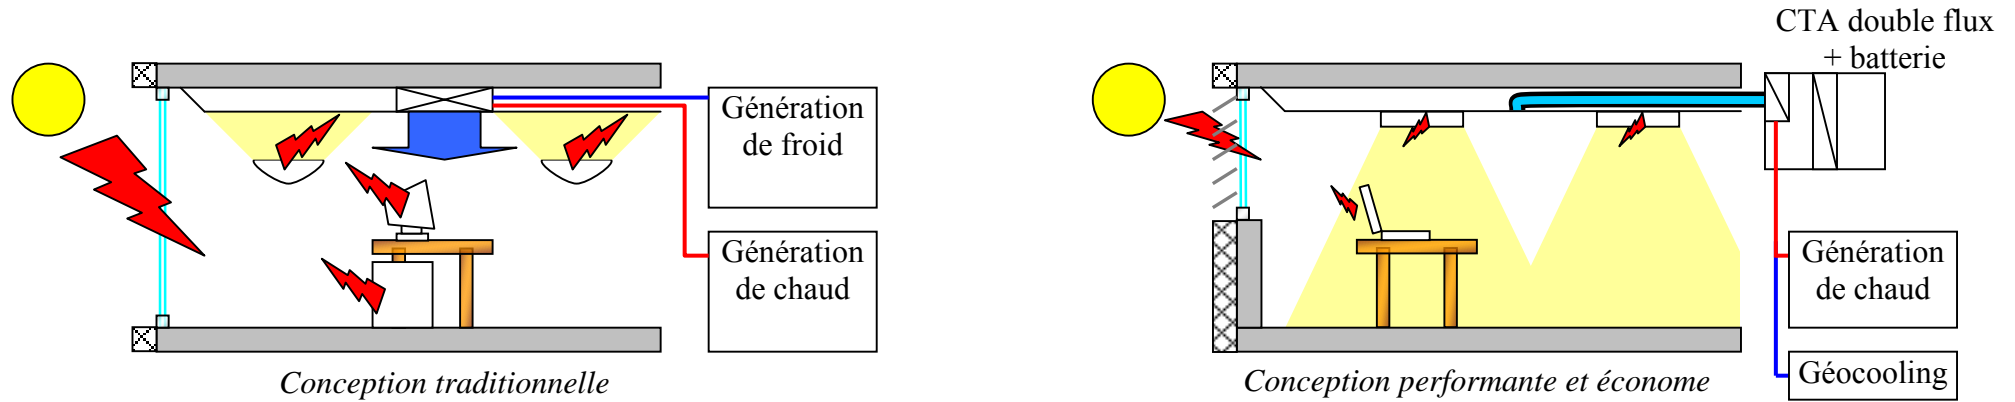 Génération
de froid
Génération
de chaud
Conception traditionnelle
CTA double flux
+ batterie
Génération
de chaud
Géocooling
Conception performante et économe